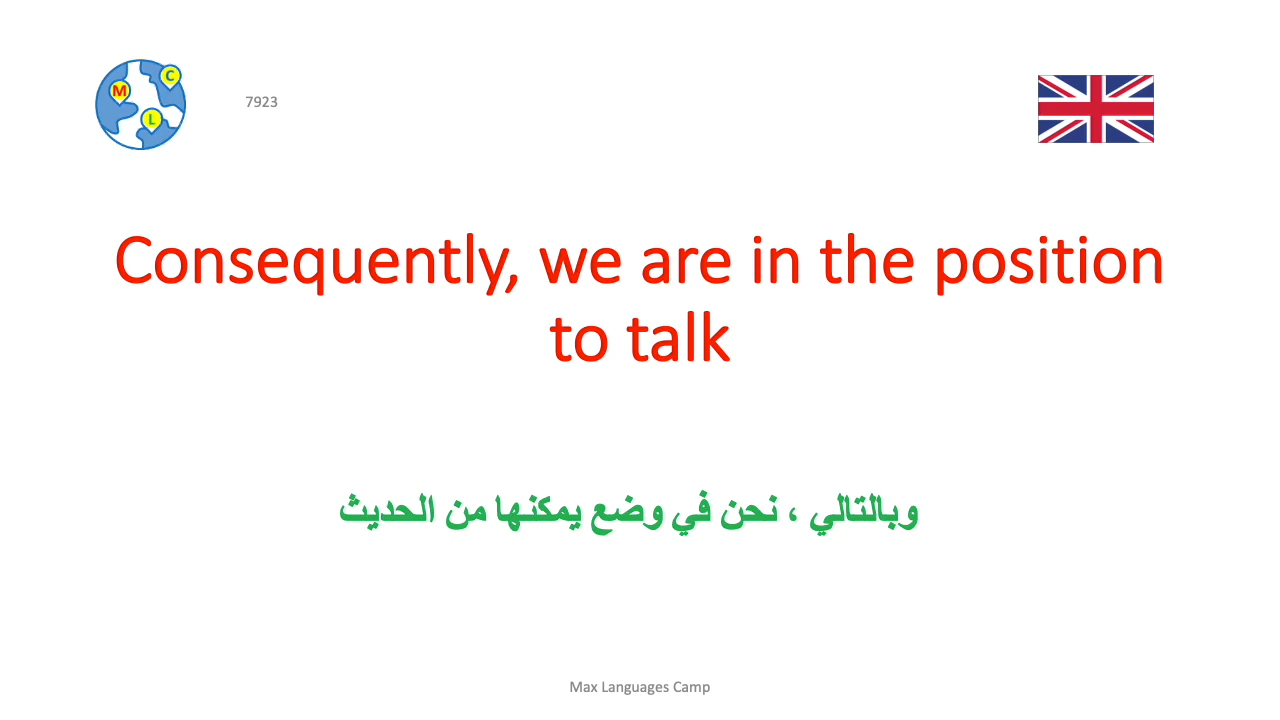 M
C
L
7923
Consequently, we are in the position
to talk
وبالتالي ، نحن في وضع يمكنها من الحديث
Max Languages Camp